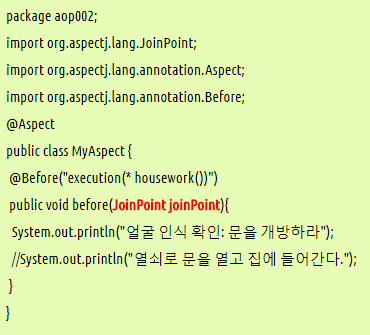 package aop002;
import org.aspectj.lang.JoinPoint;
import org.aspectj.lang.annotation.Aspect;
import org.aspectj.lang.annotation.Before;
@Aspect
public class MyAspect {
@Before("execution(* housework())")
public void before(JoinPoint joinPoint){
System.out.println("얼굴 인식 확인: 문을 개방하라");
//System.out.println("열쇠로 문을 열고 집에 들어간다.");
}
}